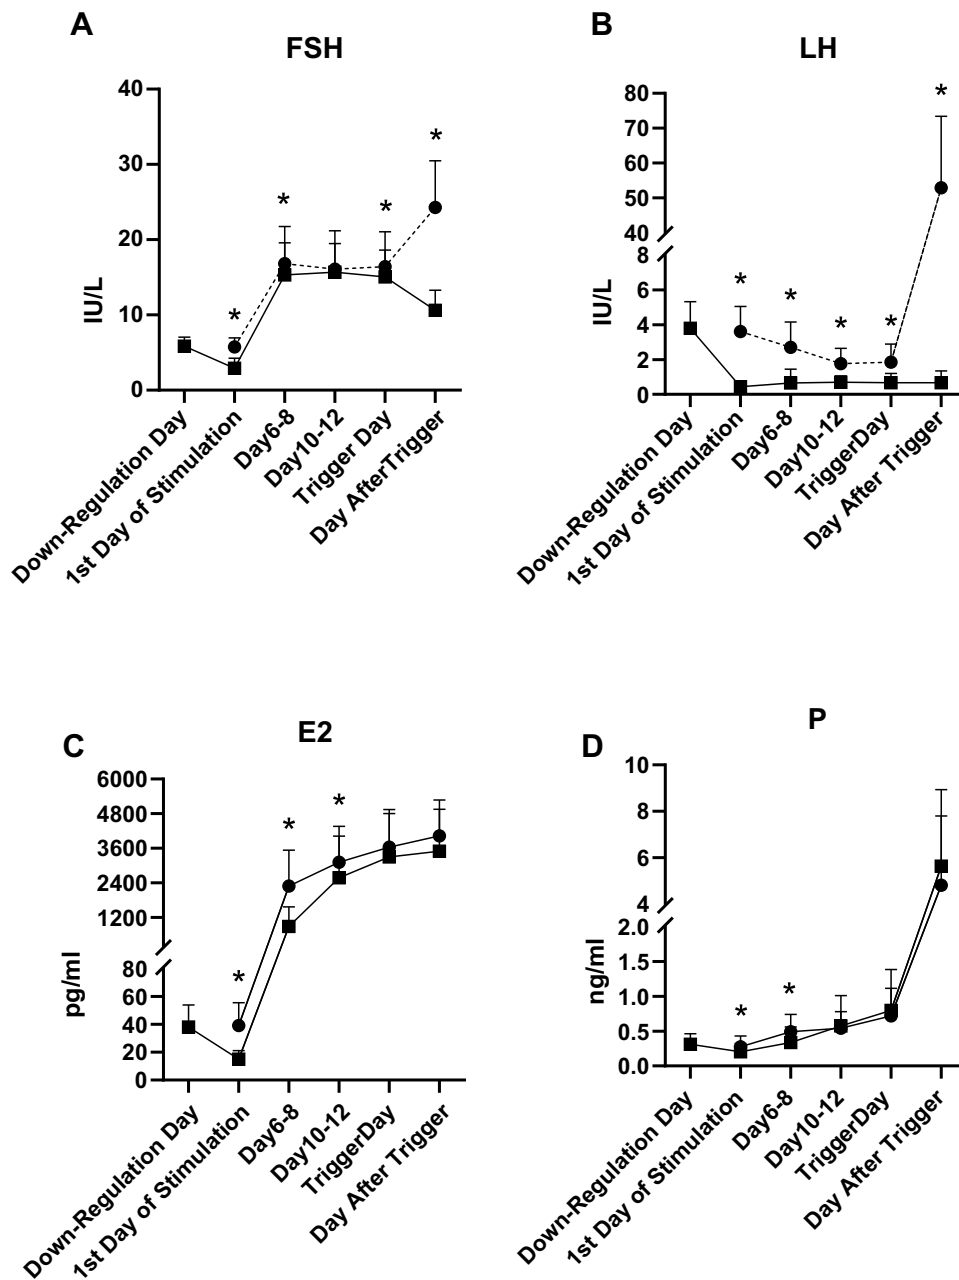 A
FSH
40
30
20
10
0
IU/L
*
*
*
*
Down-Regulation Day
1st Day of Stimulation
Day6-8
Day10-12
Trigger Day
Day AfterTrigger
B
LH
80
70
60
50
40
8
6
4
2
0
IU/L
*
*
*
*
*
Down-Regulation Day
1st Day of Stimulation
Day6-8
Day10-12
TriggerDay
Day After Trigger
C
E2
6000
4800
3600
2400
1200
80
60
40
20
0
pg/ml
*
*
*
Down-Regulation Day
1st Day of Stimulation
Day6-8
Day10-12
TriggerDay
Day After Trigger
D
P
10
8
6
4
2.0
1.5
1.0
0.5
0.0
ng/ml
*
*
Down-Regulation Day
1st Day of Stimulation
Day6-8
Day10-12
TriggerDay
Day After Trigger